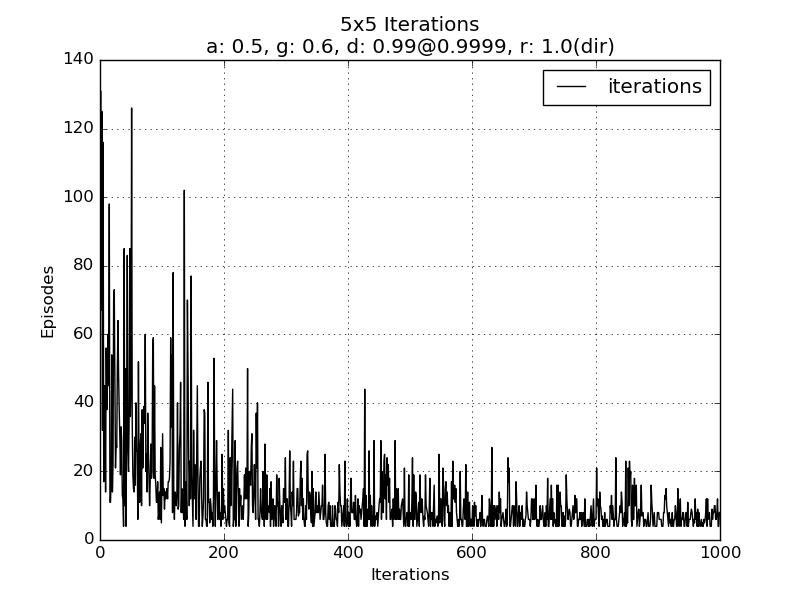 5x5 Iterations
a: 0.5, g: 0.6, d: 0.99@0.9999, r: 1.0(dir)
140
120
100
80
60
40
20
0
Episodes
iterations
0 200 400 600 800 1000
Iterations